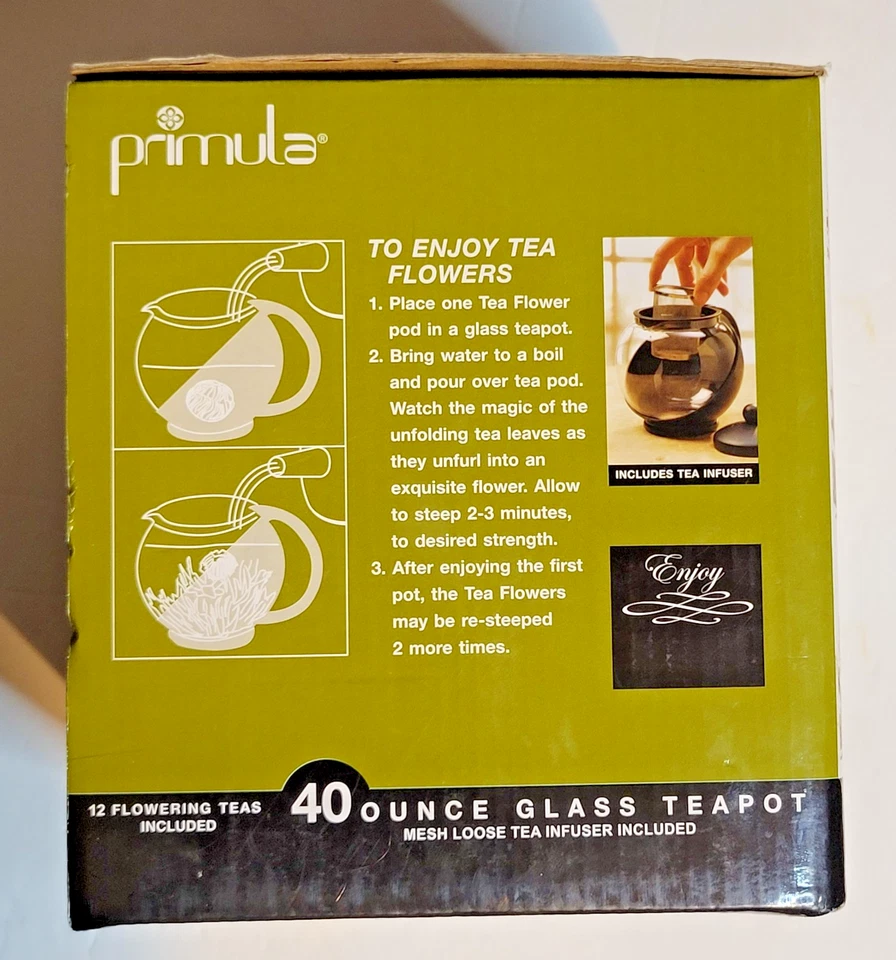 primula®
TO ENJOY TEA
FLOWERS
1. Place one Tea Flower
pod in a glass teapot.
2. Bring water to a boil
and pour over tea pod.
Watch the magic of the
unfolding tea leaves as
they unfurl into an
exquisite flower. Allow
to steep 2-3 minutes,
to desired strength.
3. After enjoying the first
pot, the Tea Flowers
may be re-steeped
2 more times.
INCLUDES TEA INFUSER
Enjoy
12 FLOWERING TEAS
INCLUDED
40 OUNCE GLASS TEAPOT
MESH LOOSE TEA INFUSER INCLUDED